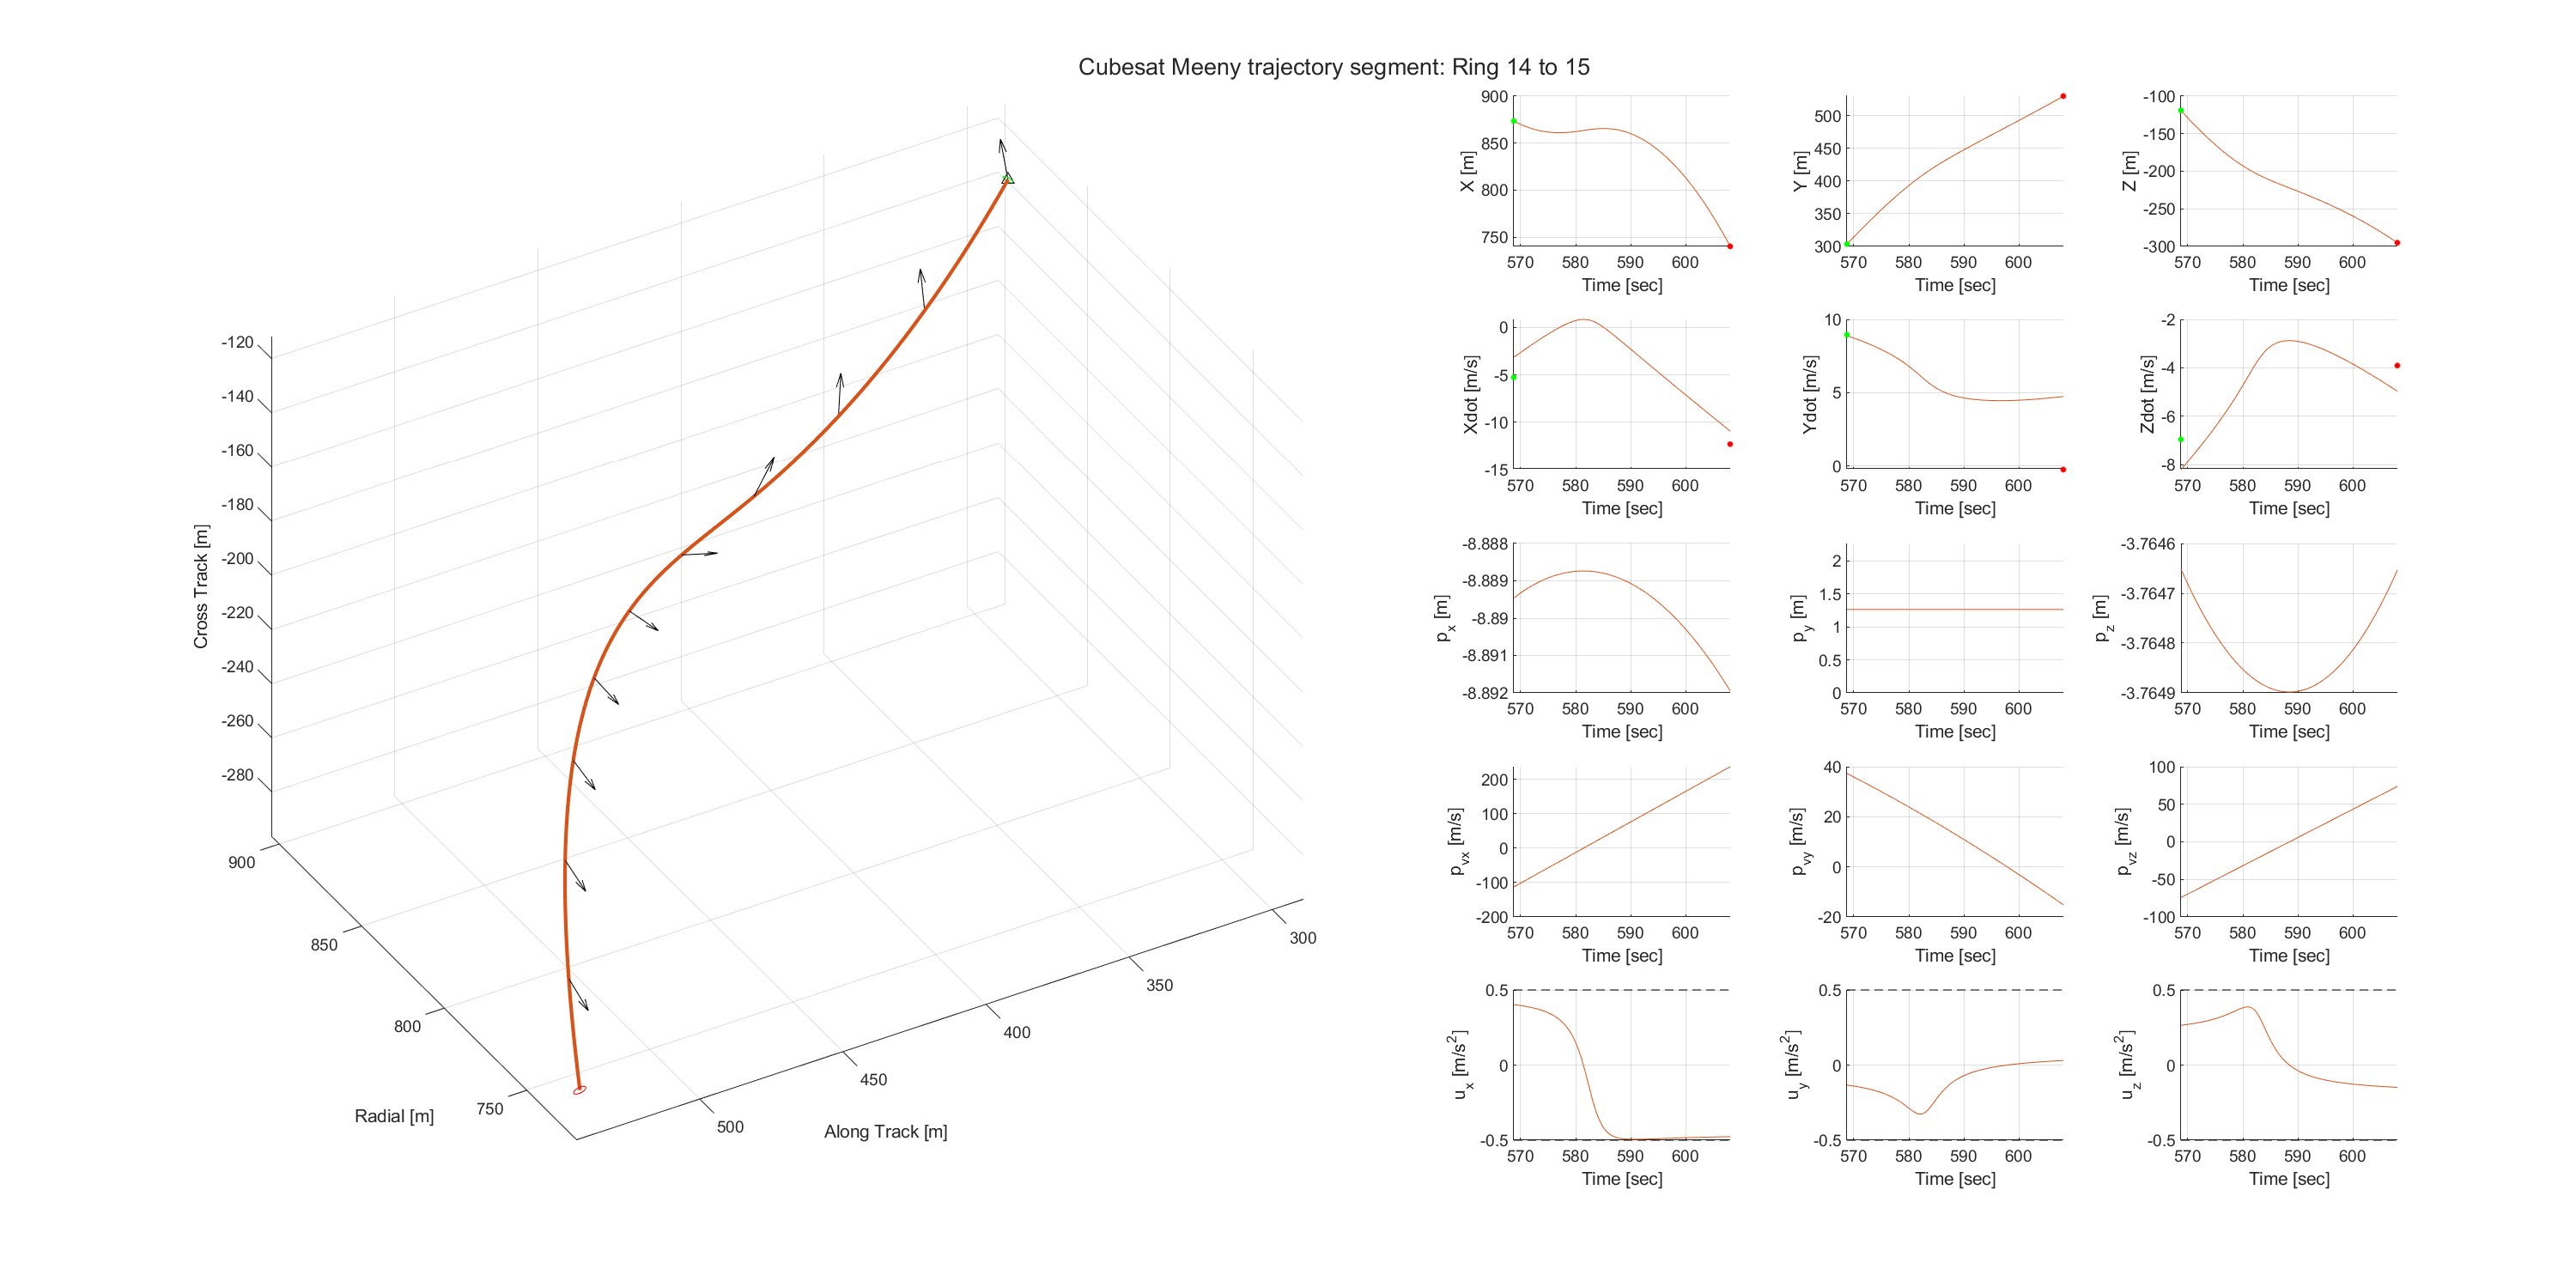 Cubesat Meeny trajectory segment: Ring 14 to 15
-120
-140
-160
-180
-200
-220
-240
-260
-280
Cross Track [m]
900
850
800
750
Radial [m]
500
450
400
350
300
Along Track [m]
900
850
800
750
X [m]
570 580 590 600
Time [sec]
500
450
400
350
300
Y [m]
570 580 590 600
Time [sec]
-100
-150
-200
-250
-300
Z [m]
570 580 590 600
Time [sec]
0
-5
-10
-15
Xdot [m/s]
570 580 590 600
Time [sec]
10
5
0
Ydot [m/s]
570 580 590 600
Time [sec]
-2
-4
-6
-8
Zdot [m/s]
570 580 590 600
Time [sec]
-8.888
-8.889
-8.89
-8.891
-8.892
p_x [m]
570 580 590 600
Time [sec]
2
1.5
1
0.5
0
p_y [m]
570 580 590 600
Time [sec]
-3.7646
-3.7647
-3.7648
-3.7649
p_z [m]
570 580 590 600
Time [sec]
200
100
0
-100
-200
p_vx [m/s]
570 580 590 600
Time [sec]
40
20
0
-20
p_vy [m/s]
570 580 590 600
Time [sec]
100
50
0
-50
-100
p_vz [m/s]
570 580 590 600
Time [sec]
0.5
0
-0.5
u_x [m/s²]
570 580 590 600
Time [sec]
0.5
0
-0.5
u_y [m/s²]
570 580 590 600
Time [sec]
0.5
0
-0.5
u_z [m/s²]
570 580 590 600
Time [sec]